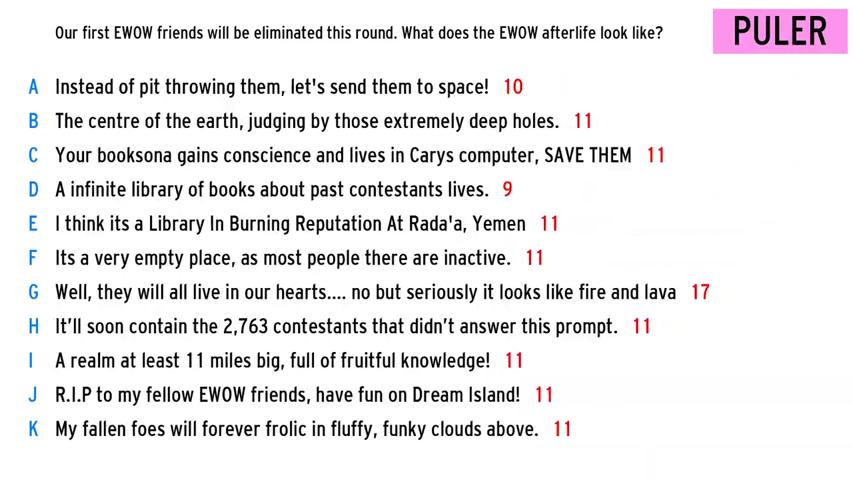 Our first EWOW friends will be eliminated this round. What does the EWOW afterlife look like?
PULER
A Instead of pit throwing them, let's send them to space! 10
B The centre of the earth, judging by those extremely deep holes. 11
C Your booksona gains conscience and lives in Carys computer, SAVE THEM 11
D A infinite library of books about past contestants lives. 9
E I think its a Library In Burning Reputation At Rada'a, Yemen 11
F Its a very empty place, as most people there are inactive. 11
G Well, they will all live in our hearts.... no but seriously it looks like fire and lava 17
H It'll soon contain the 2,763 contestants that didn't answer this prompt. 11
I A realm at least 11 miles big, full of fruitful knowledge! 11
J R.I.P to my fellow EWOW friends, have fun on Dream Island! 11
K My fallen foes will forever frolic in fluffy, funky clouds above. 11